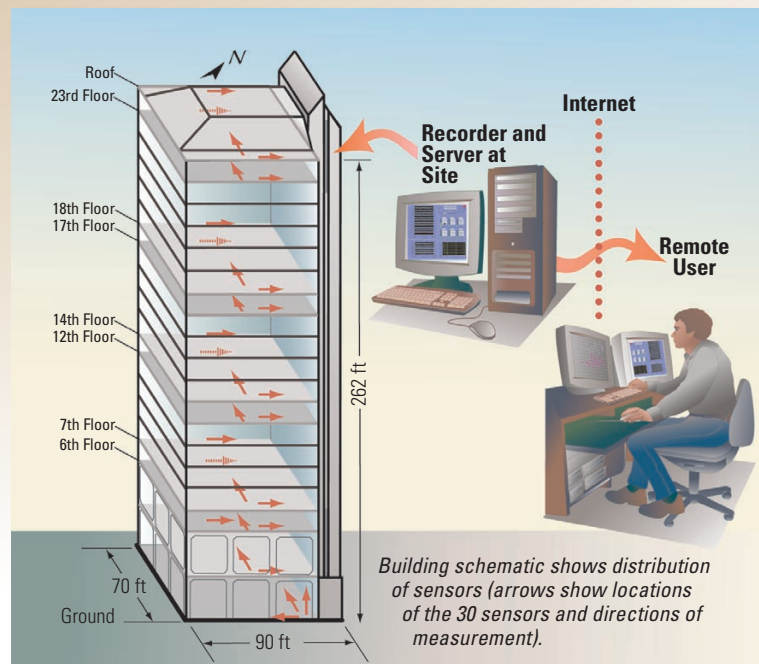 N
Roof
23rd Floor
18th Floor
17th Floor
14th Floor
12th Floor
7th Floor
6th Floor
Ground
70 ft
90 ft
262 ft
Recorder and
Server at
Site
Internet
Remote
User
Building schematic shows distribution
of sensors (arrows show locations
of the 30 sensors and directions of
measurement).